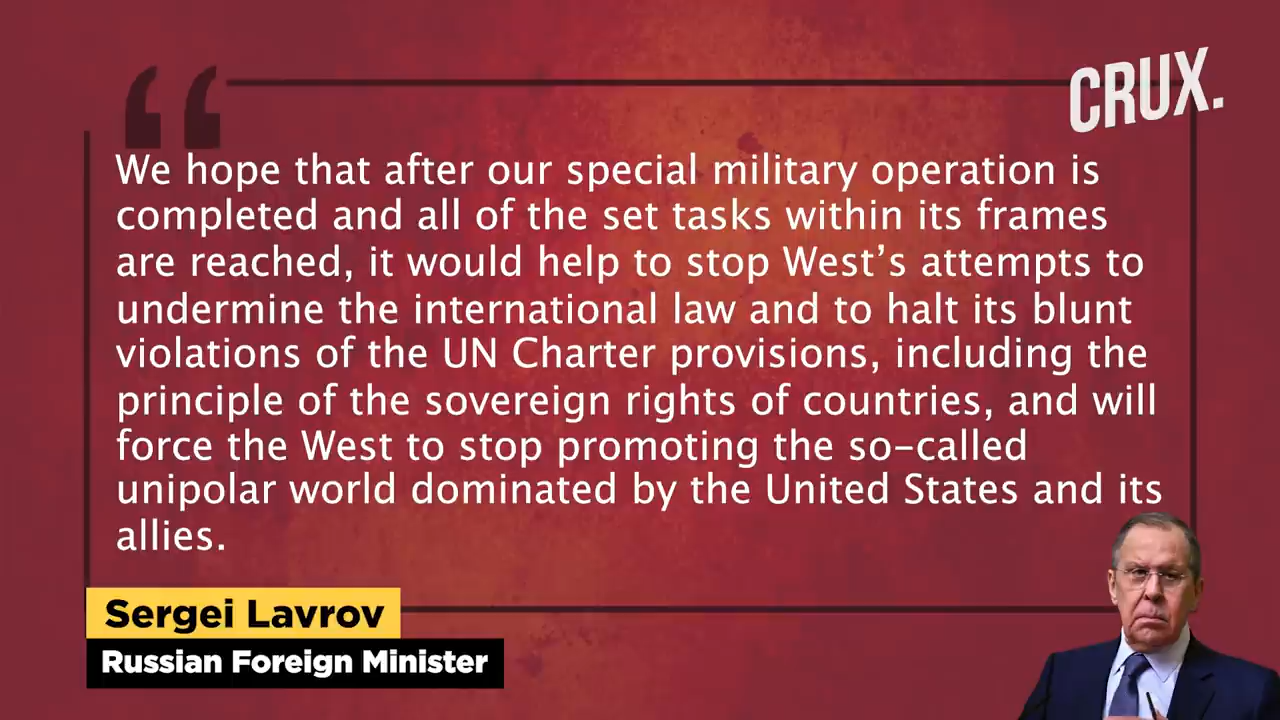 CRUX.
“
We hope that after our special military operation is
completed and all of the set tasks within its frames
are reached, it would help to stop West’s attempts to
undermine the international law and to halt its blunt
violations of the UN Charter provisions, including the
principle of the sovereign rights of countries, and will
force the West to stop promoting the so-called
unipolar world dominated by the United States and its
allies.
Sergei Lavrov
Russian Foreign Minister